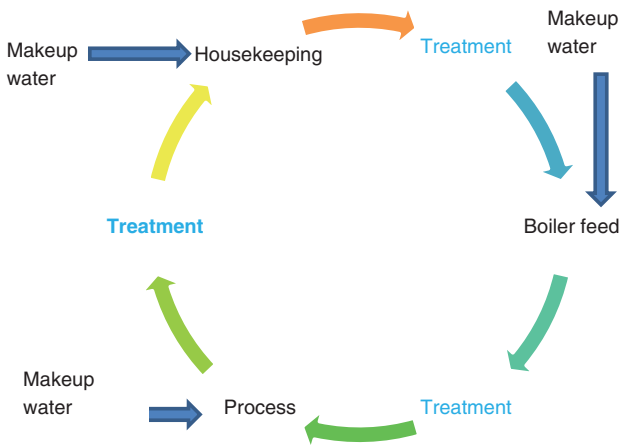 Makeup
water
Housekeeping
Treatment
Makeup
water
Treatment
Boiler feed
Makeup
water
Process
Treatment